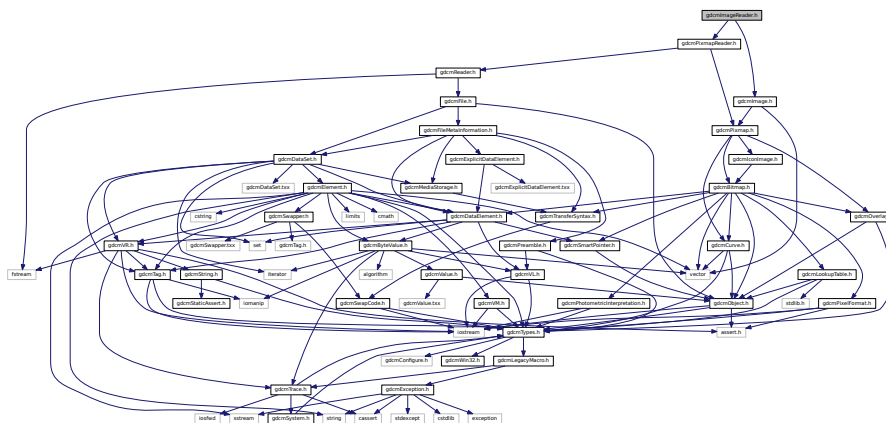 gdcmImageReader.h
gdcmPixmapReader.h
gdcmReader.h
gdcmFile.h
gdcmImage.h
gdcmFileMetaInformation.h
gdcmPixmap.h
gdcmDataSet.h
gdcmExplicitDataElement.h
gdcmIconImage.h
gdcmDataSet.txx
gdcmElement.h
gdcmMediaStorage.h
gdcmExplicitDataElement.txx
gdcmBitmap.h
cstring
gdcmSwapper.h
limits
cmath
gdcmDataElement.h
gdcmTransferSyntax.h
gdcmOverlay
gdcmVR.h
gdcmSwapper.txx
set
gdcmTag.h
gdcmByteValue.h
gdcmPreamble.h
gdcmSmartPointer.h
gdcmCurve.h
fstream
gdcmTag.h
gdcmString.h
iterator
algorithm
gdcmValue.h
gdcmVL.h
vector
gdcmLookupTable.h
gdcmStaticAssert.h
iomanip
gdcmSwapCode.h
gdcmValue.txx
gdcmVM.h
gdcmPhotometricInterpretation.h
gdcmObject.h
stdlib.h
gdcmPixelFormat.h
iostream
gdcmTypes.h
assert.h
gdcmConfigure.h
gdcmWin32.h
gdcmLegacyMacro.h
gdcmTrace.h
gdcmException.h
iosfwd
sstream
gdcmSystem.h
string
cassert
stdexcept
cstdlib
exception